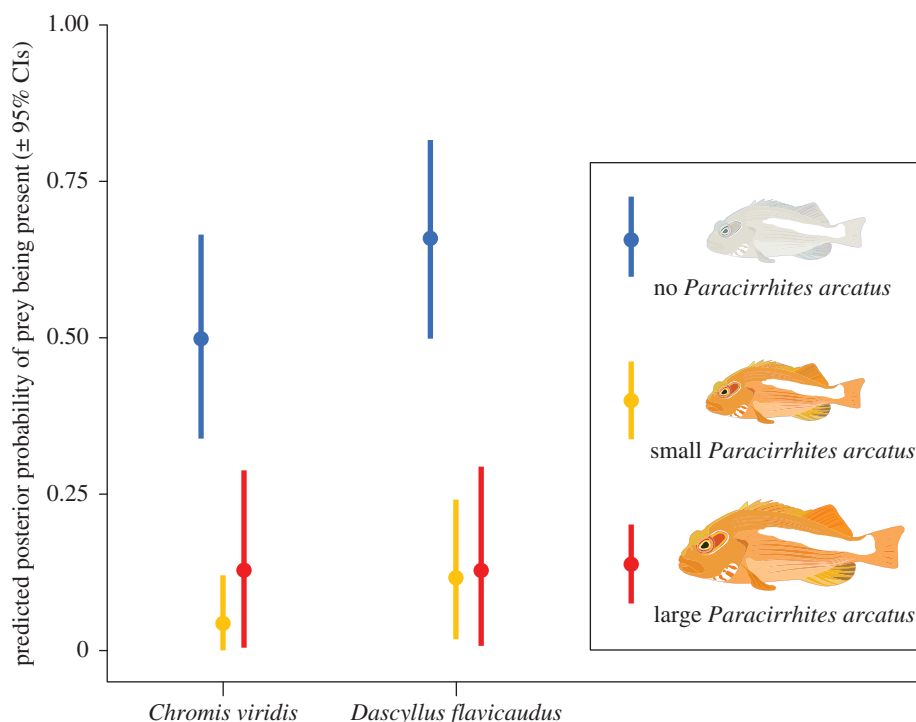 predicted posterior probability of prey being present (± 95% CIs)
1.00
0.75
0.50
0.25
0
Chromis viridis
Dascyllus flavicaudus
no Paracirrhites arcatus
small Paracirrhites arcatus
large Paracirrhites arcatus